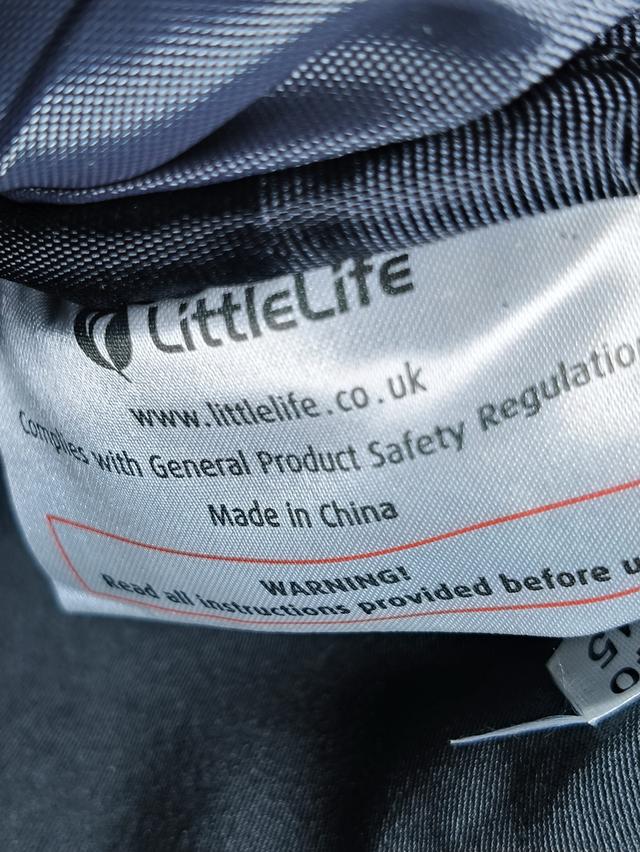 LittleLife
www.littlelife.co.uk
Complies with General Product Safety Regulation
Made in China
WARNING!
Read all instructions provided before u